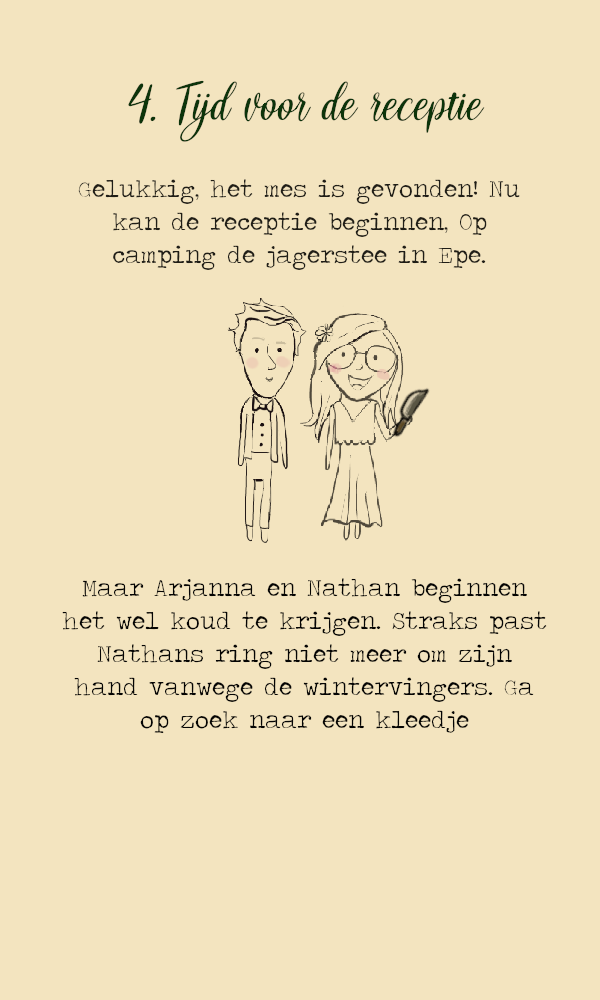 4. Tijd voor de receptie
Gelukkig, het mes is gevonden! Nu
kan de receptie beginnen, Op
camping de jagerstee in Epe.
Maar Arjanna en Nathan beginnen
het wel koud te krijgen. Straks past
Nathans ring niet meer om zijn
hand vanwege de wintervingers. Ga
op zoek naar een kleedje